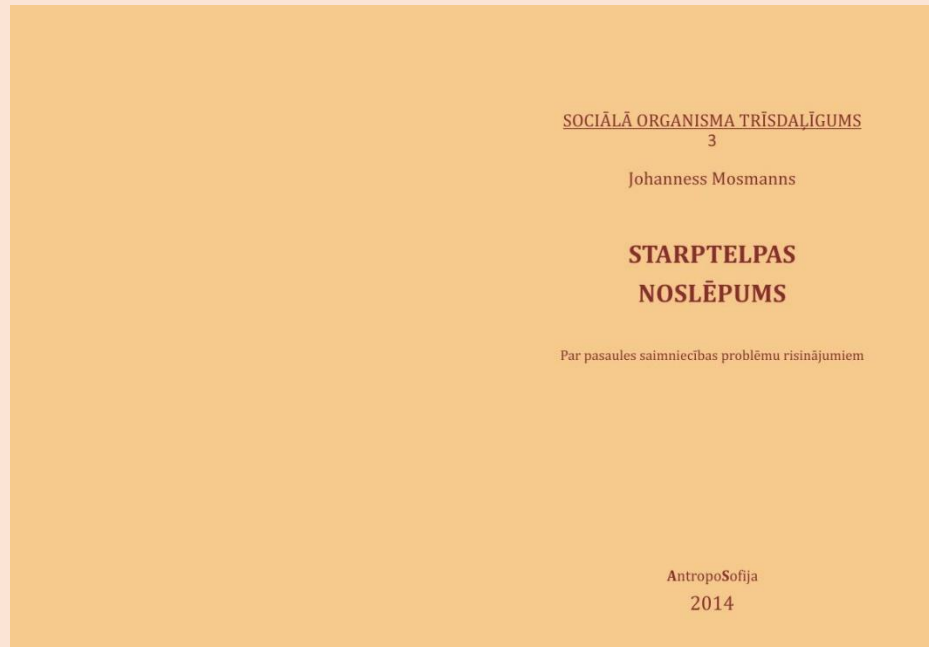 SOCIĀLĀ ORGANISMA TRĪSDAĻĪGUMS
3
Johanness Mosmanns
STARPTELPAS
NOSLĒPUMS
Par pasaules saimniecības problēmu risinājumiem
AntropoSofija
2014